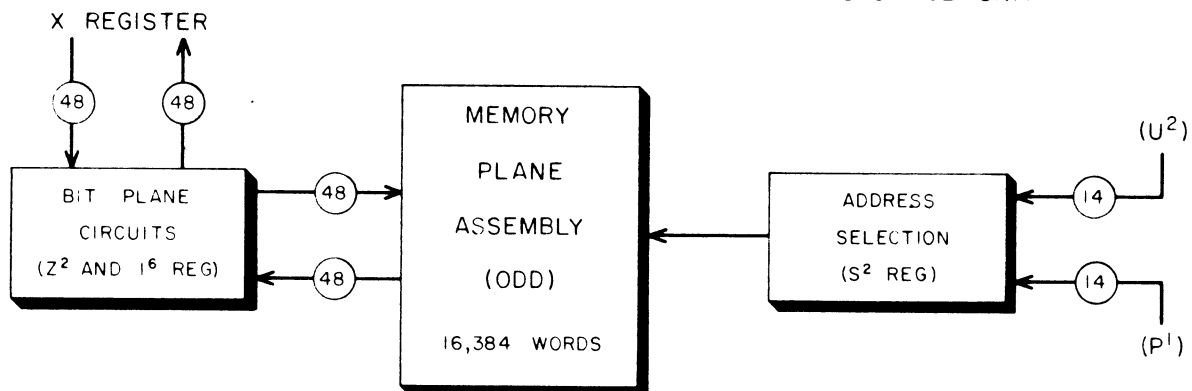 X REGISTER
48
48
BIT PLANE
CIRCUITS
(Z² AND I⁶ REG)
48
48
MEMORY
PLANE
ASSEMBLY
(ODD)
16,384 WORDS
ADDRESS
SELECTION
(S² REG)
14
14
(U²)
(P¹)